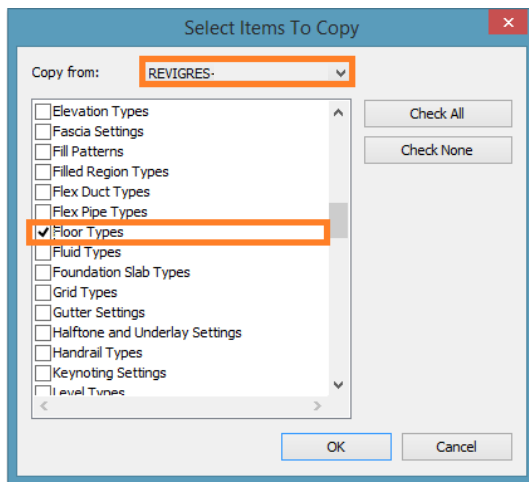 Select Items To Copy
Copy from: REVIGRES-
Elevation Types
Fascia Settings
Fill Patterns
Filled Region Types
Flex Duct Types
Flex Pipe Types
Floor Types
Fluid Types
Foundation Slab Types
Grid Types
Gutter Settings
Halftone and Underlay Settings
Handrail Types
Keynoting Settings
Level Types
Check All
Check None
OK
Cancel